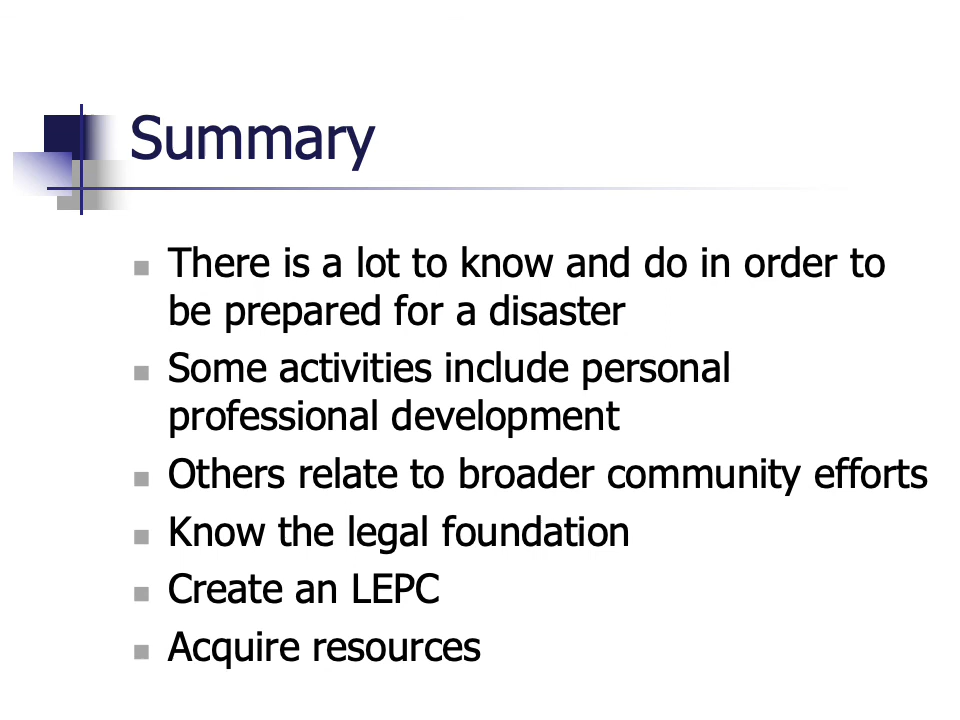 Summary
There is a lot to know and do in order to
be prepared for a disaster
Some activities include personal
professional development
Others relate to broader community efforts
Know the legal foundation
Create an LEPC
Acquire resources